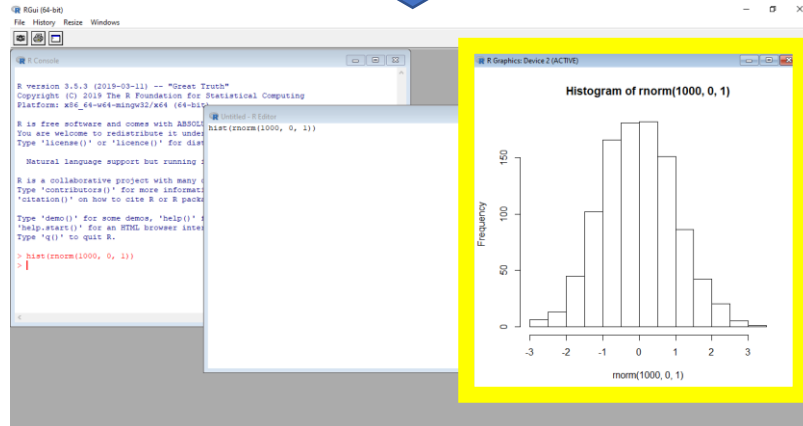 RGui (64-bit)
File History Resize Windows
R Console
R version 3.5.3 (2019-03-11) -- "Great Truth"
Copyright (C) 2019 The R Foundation for Statistical Computing
Platform: x86_64-w64-mingw32/x64 (64-bit)
R is free software and comes with ABSOL
You are welcome to redistribute it under
Type 'license()' or 'licence()' for dist
Natural language support but running
R is a collaborative project with many
Type 'contributors()' for more informati
'citation()' on how to cite R or R packa
Type 'demo()' for some demos, 'help()'
'help.start()' for an HTML browser inter
Type 'q()' to quit R.
> hist(rnorm(1000, 0, 1))
>
Untitled - R Editor
hist(rnorm(1000, 0, 1))
R Graphics: Device 2 (ACTIVE)
Histogram of rnorm(1000, 0, 1)
Frequency
150
100
50
0
-3 -2 -1 0 1 2 3
rnorm(1000, 0, 1)